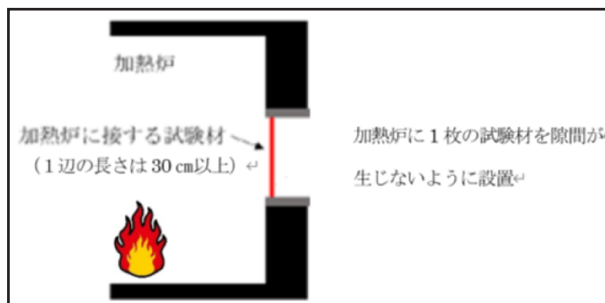 加熱炉
加熱炉に接する試験材
（１辺の長さは 30 ㎝以上）↵
加熱炉に 1 枚の試験材を隙間が
生じないように設置↵